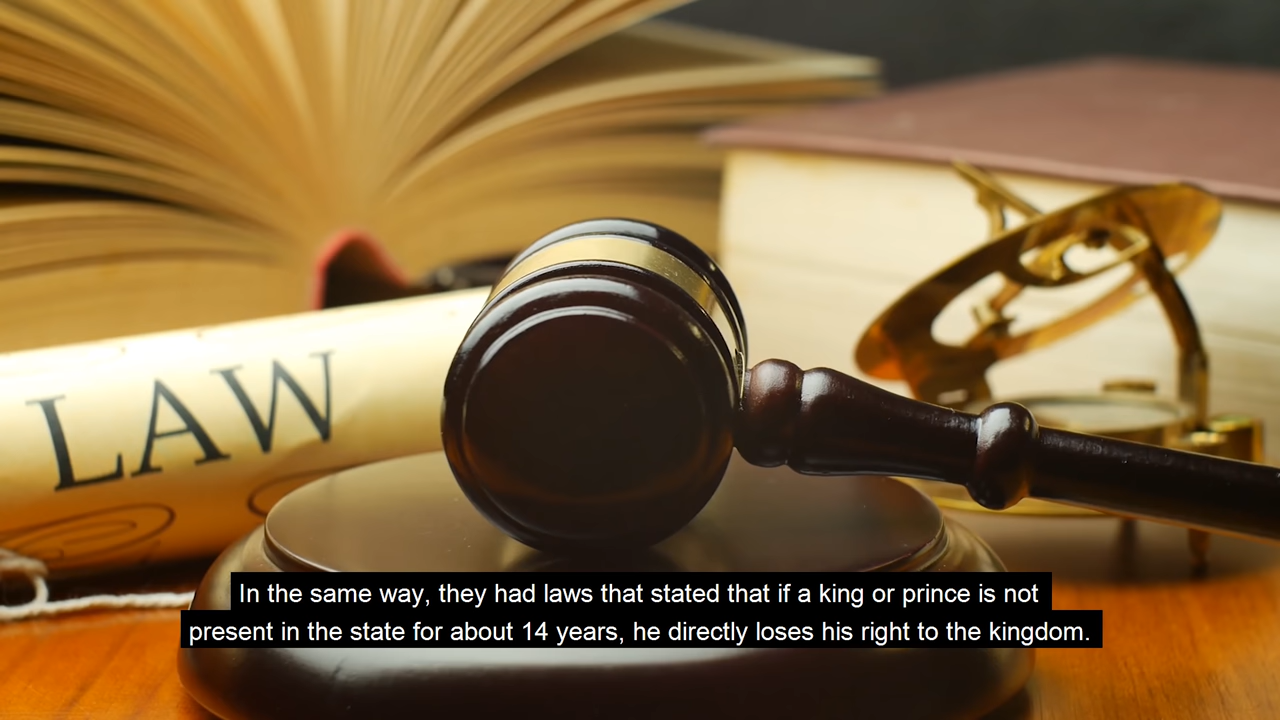 LAW
In the same way, they had laws that stated that if a king or prince is not
present in the state for about 14 years, he directly loses his right to the kingdom.